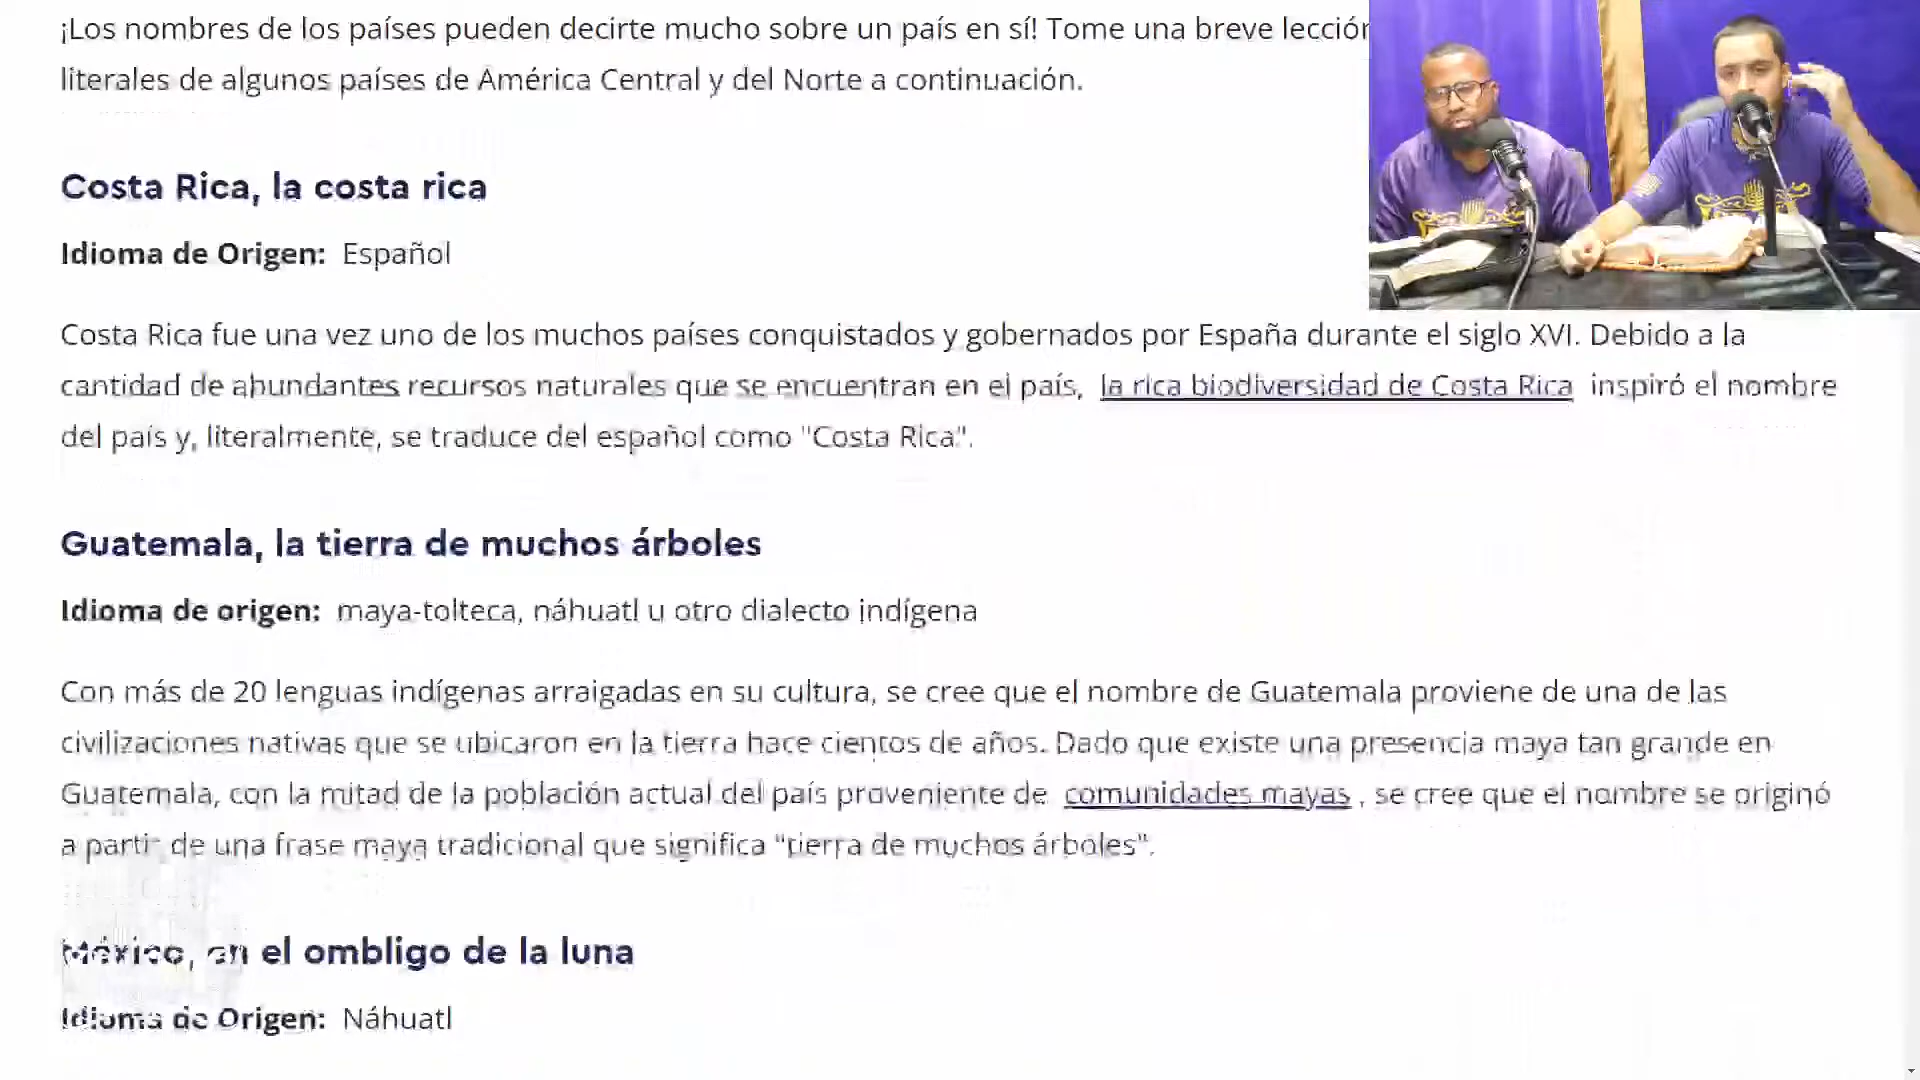 ¡Los nombres de los países pueden decirte mucho sobre un país en sí! Tome una breve lección
literales de algunos países de América Central y del Norte a continuación.
Costa Rica, la costa rica
Idioma de Origen: Español
Costa Rica fue una vez uno de los muchos países conquistados y gobernados por España durante el siglo XVI. Debido a la
cantidad de abundantes recursos naturales que se encuentran en el país, la rica biodiversidad de Costa Rica inspiró el nombre
del país y, literalmente, se traduce del español como "Costa Rica".
Guatemala, la tierra de muchos árboles
Idioma de origen: maya-tolteca, náhuatl u otro dialecto indígena
Con más de 20 lenguas indígenas arraigadas en su cultura, se cree que el nombre de Guatemala proviene de una de las
civilizaciones nativas que se ubicaron en la tierra hace cientos de años. Dado que existe una presencia maya tan grande en
Guatemala, con la mitad de la población actual del país proveniente de comunidades mayas , se cree que el nombre se originó
a partir de una frase maya tradicional que significa "tierra de muchos árboles".
México, en el ombligo de la luna
Idioma de Origen: Náhuatl